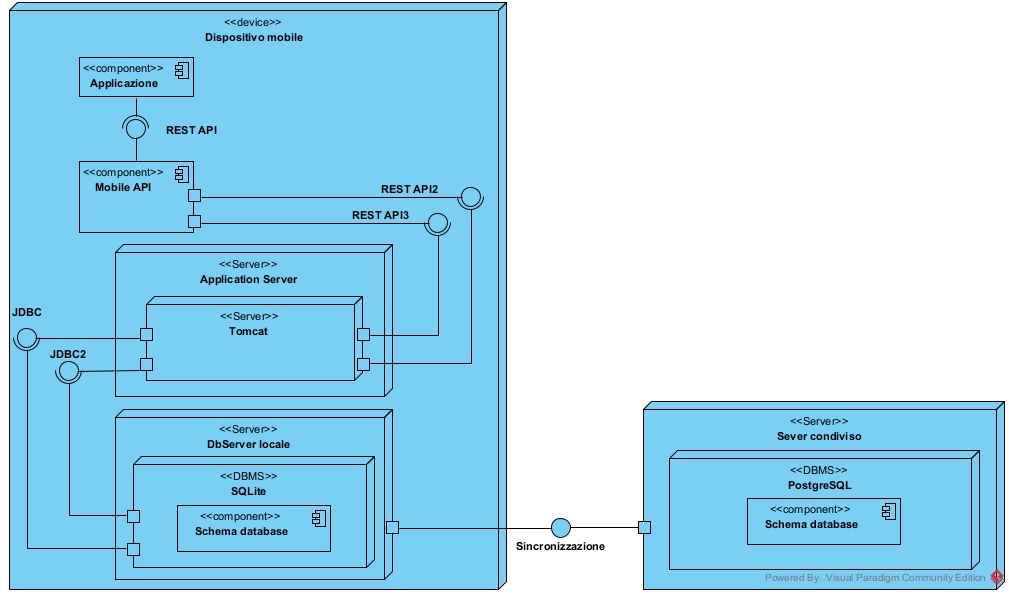 <<device>>
Dispositivo mobile
<<component>>
Applicazione
REST API
<<component>>
Mobile API
REST API2
REST API3
<<Server>>
Application Server
<<Server>>
Tomcat
JDBC
JDBC2
<<Server>>
DbServer locale
<<DBMS>>
SQLite
<<component>>
Schema database
Sincronizzazione
<<Server>>
Sever condiviso
<<DBMS>>
PostgreSQL
<<component>>
Schema database
Powered By: Visual Paradigm Community Edition